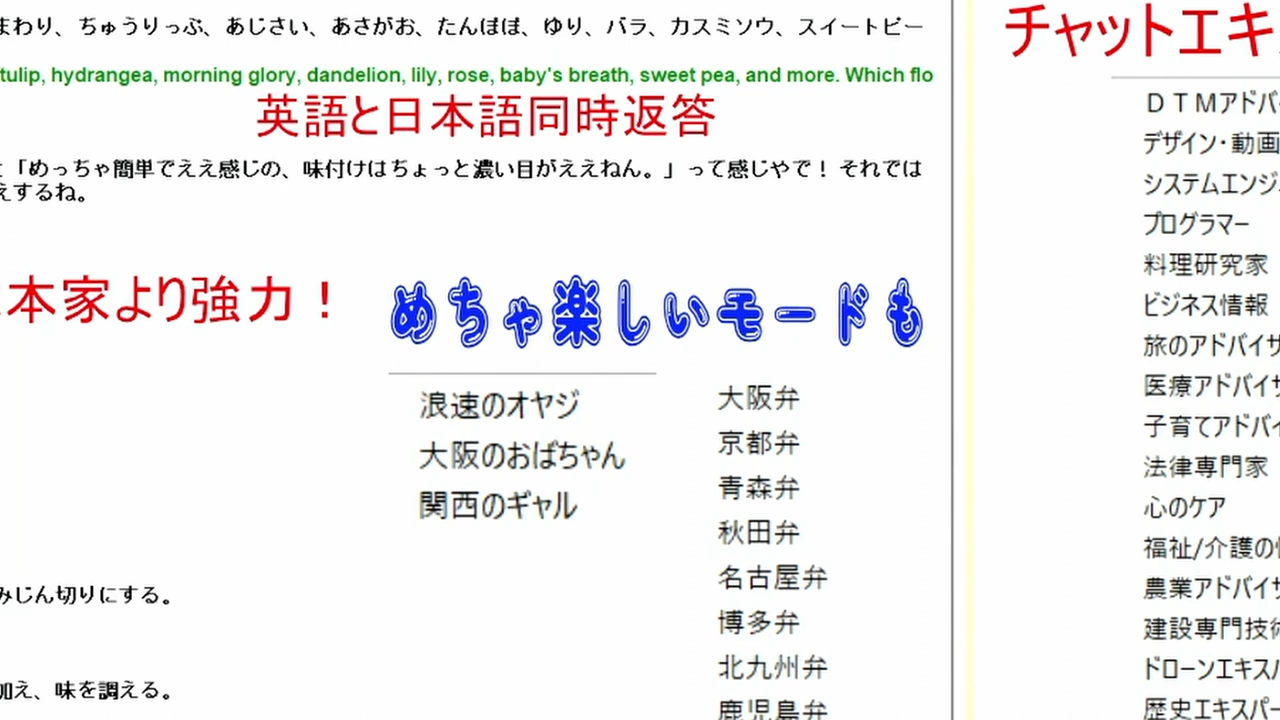 まわり、ちゅうりっぷ、あじさい、あさがお、たんぽぽ、ゆり、バラ、カスミソウ、スイートピー
tulip, hydrangea, morning glory, dandelion, lily, rose, baby's breath, sweet pea, and more. Which flo
英語と日本語同時返答
「めっちゃ簡単でええ感じの、味付けはちょっと濃い目がええねん。」って感じやで！ それでは
えするね。
本家より強力！
めちゃ楽しいモードも
浪速のオヤジ
大阪のおばちゃん
関西のギャル
大阪弁
京都弁
青森弁
秋田弁
名古屋弁
博多弁
北九州弁
鹿児島弁
みじん切りにする。
加え、味を調える。
チャットエキ
ＤＴＭアドバ
デザイン・動画
システムエンジ
プログラマー
料理研究家
ビジネス情報
旅のアドバイザ
医療アドバイザ
子育てアドバイ
法律専門家
心のケア
福祉/介護の
農業アドバイザ
建設専門技術
ドローンエキスパ
歴史エキスパー